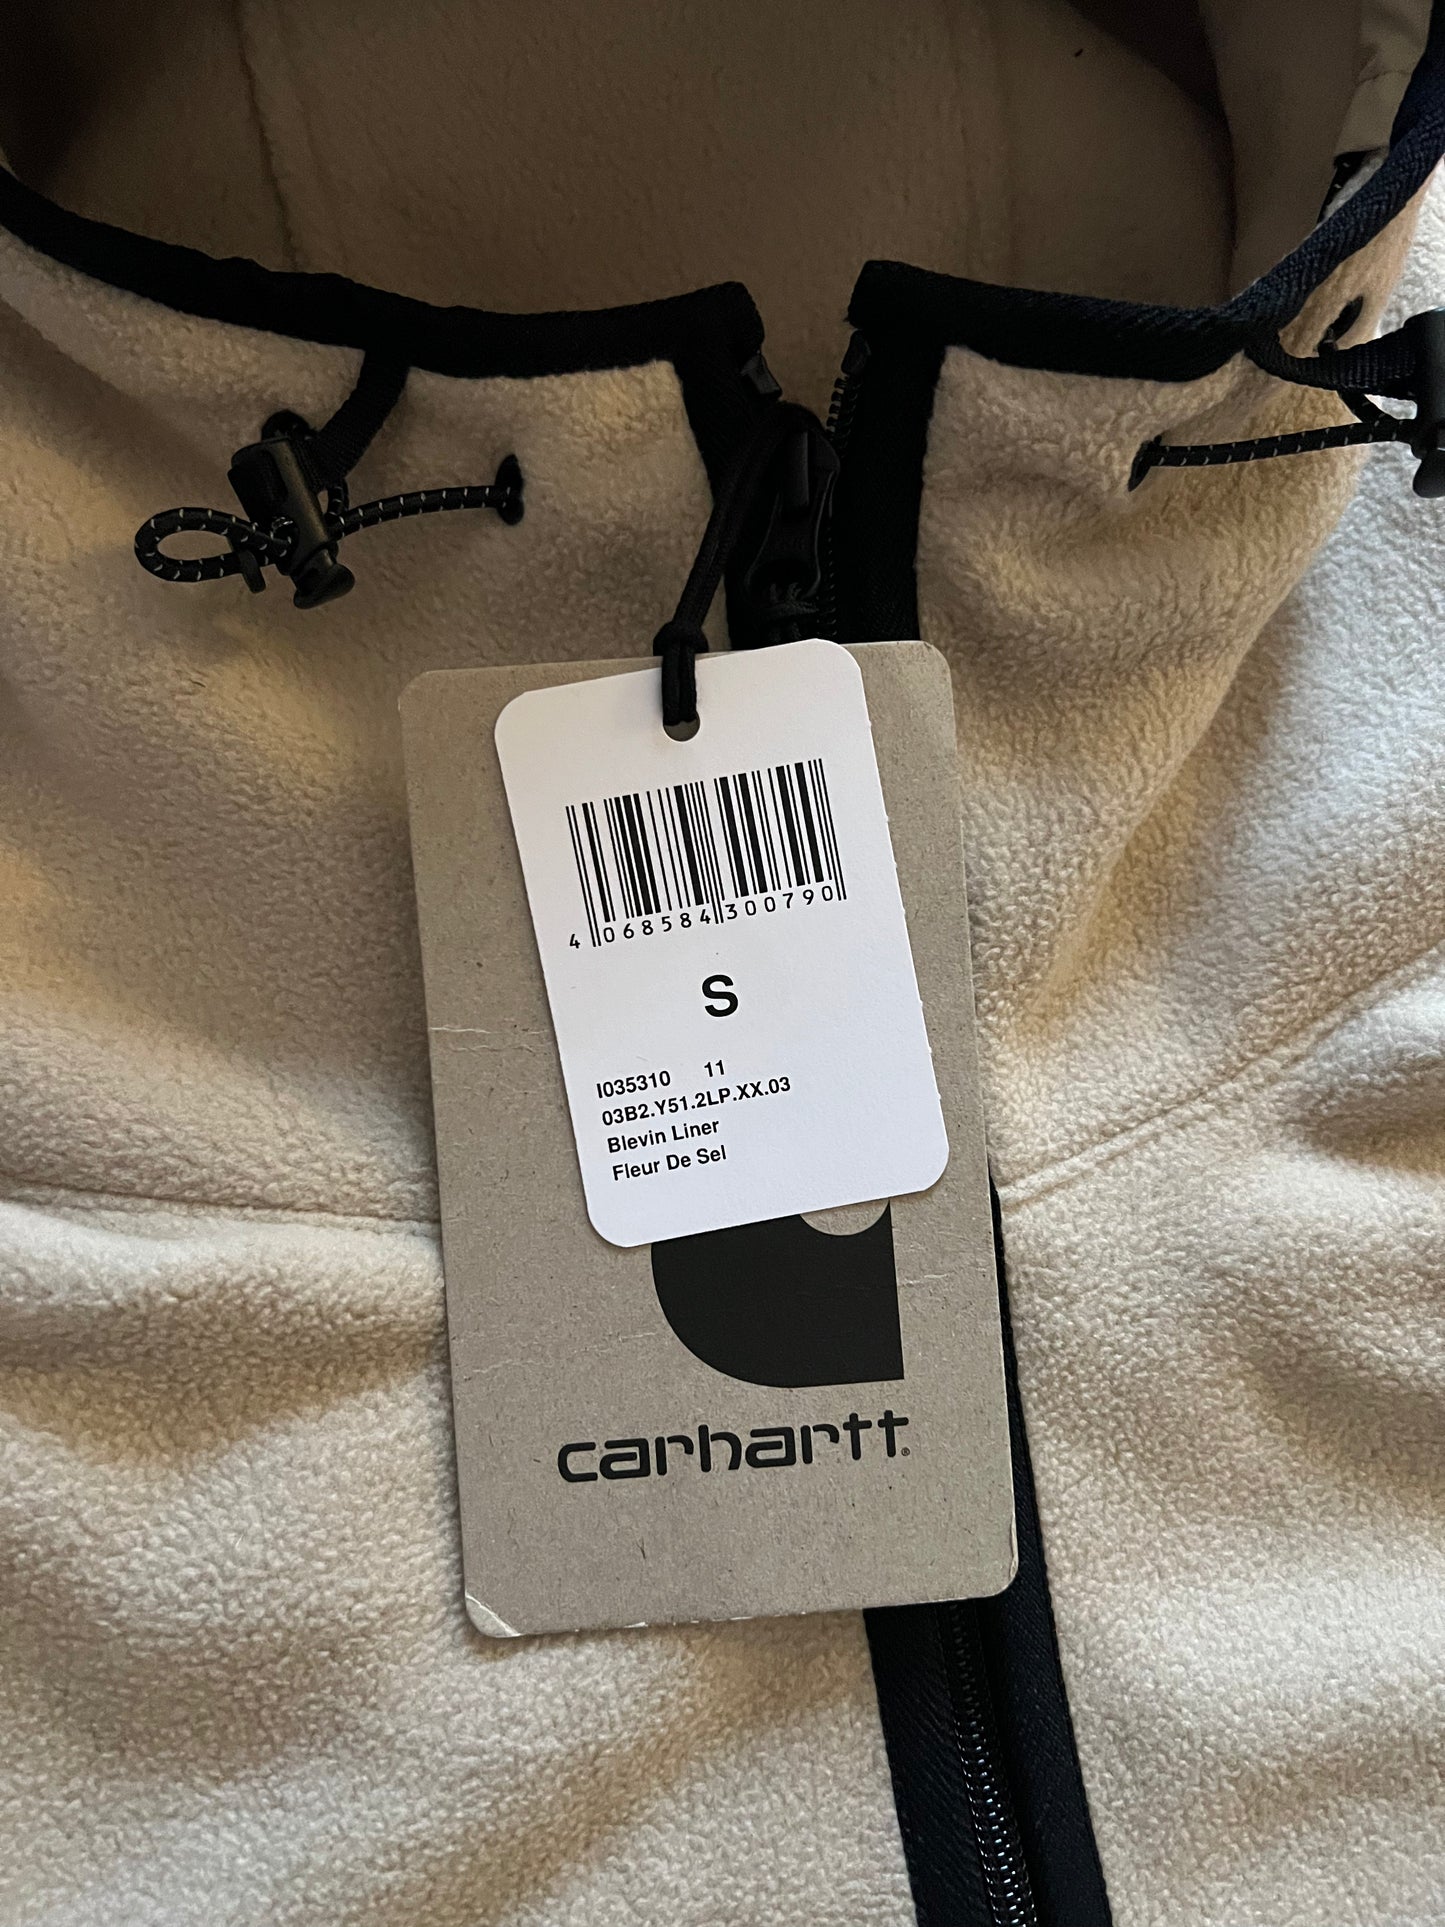 4 068584 300790
S
I035310 11
03B2.Y51.2LP.XX.03
Blevin Liner
Fleur De Sel
carhartt®